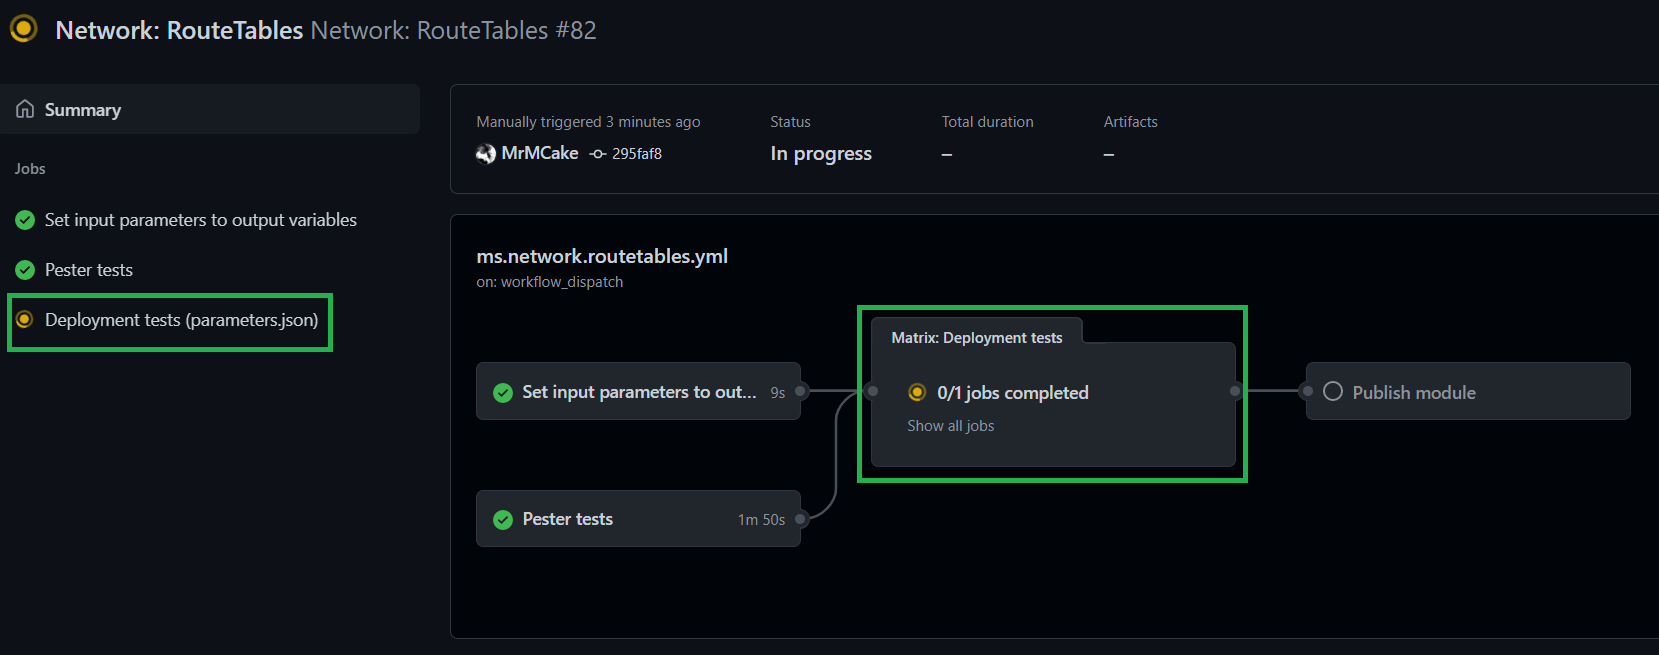 Network: RouteTables Network: RouteTables #82
Summary
Jobs
Set input parameters to output variables
Pester tests
Deployment tests (parameters.json)
Manually triggered 3 minutes ago
MrMCake 295faf8
Status
In progress
Total duration
–
Artifacts
–
ms.network.routetables.yml
on: workflow_dispatch
Set input parameters to out... 9s
Pester tests 1m 50s
Matrix: Deployment tests
0/1 jobs completed
Show all jobs
Publish module